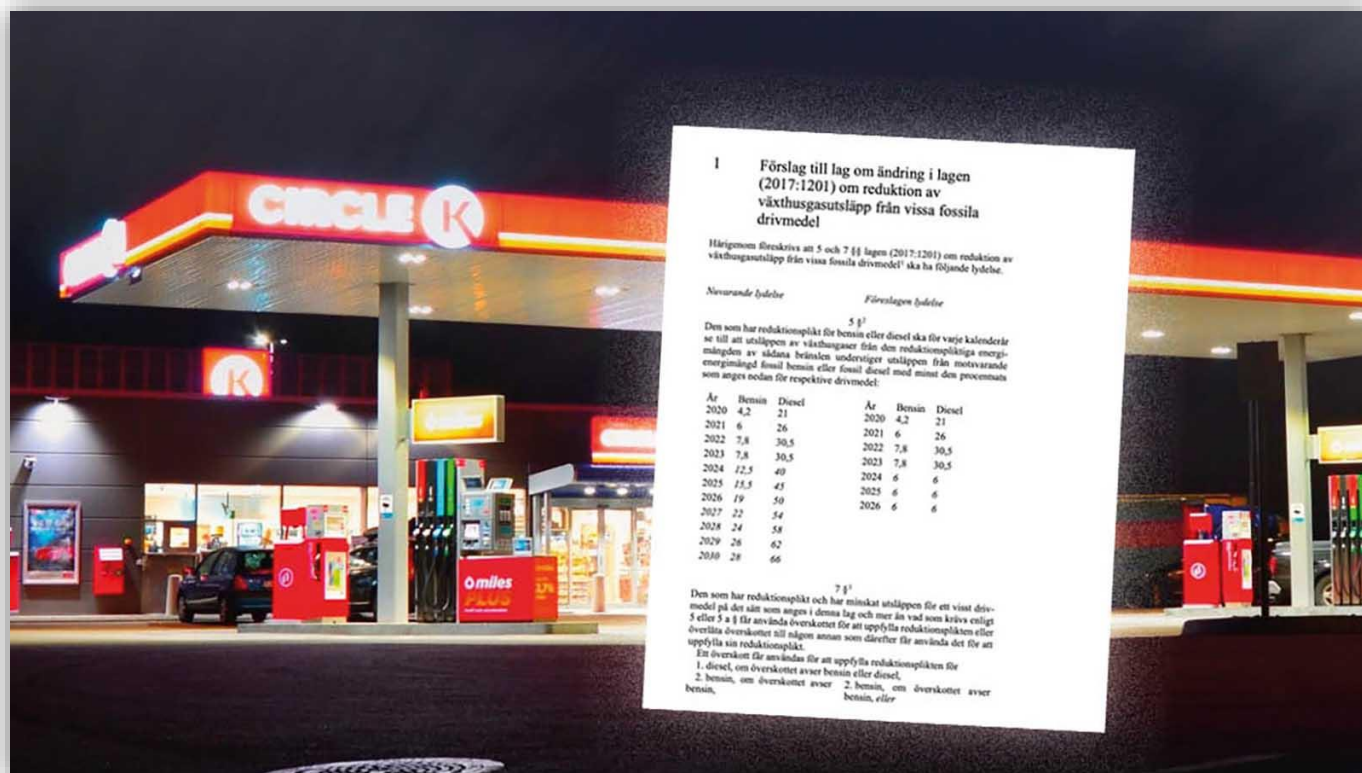 CIRCLE K
K
miles
PLUS
1 Förslag till lag om ändring i lagen
(2017:1201) om reduktion av
växthusgasutsläpp från vissa fossila
drivmedel
Härigenom föreskrivs att 5 och 7 §§ lagen (2017:1201) om reduktion av
växthusgasutsläpp från vissa fossila drivmedel¹ ska ha följande lydelse.
Nuvarande lydelse Föreslagen lydelse
5 §²
Den som har reduktionsplikt för bensin eller diesel ska för varje kalenderår
se till att utsläppen av växthusgaser från den reduktionspliktiga energi-
mängden av sådana bränslen understiger utsläppen från motsvarande
energimängd fossil bensin eller fossil diesel med minst den procentsats
som anges nedan för respektive drivmedel:
År Bensin Diesel
2020 4,2 21
2021 6 26
2022 7,8 30,5
2023 7,8 30,5
2024 12,5 40
2025 15,5 45
2026 19 50
2027 22 54
2028 24 58
2029 26 62
2030 28 66
År Bensin Diesel
2020 4,2 21
2021 6 26
2022 7,8 30,5
2023 7,8 30,5
2024 6 6
2025 6 6
2026 6 6
7 §³
Den som har reduktionsplikt och har minskat utsläppen för ett visst driv-
medel på det sätt som anges i denna lag och mer än vad som krävs enligt
5 eller 5 a § får använda överskottet för att uppfylla reduktionsplikten eller
överlåta överskottet till någon annan som därefter får använda det för att
uppfylla sin reduktionsplikt.
Ett överskott får användas för att uppfylla reduktionsplikten för
1. diesel, om överskottet avser bensin eller diesel,
2. bensin, om överskottet avser
bensin,
2. bensin, om överskottet avser
bensin, eller